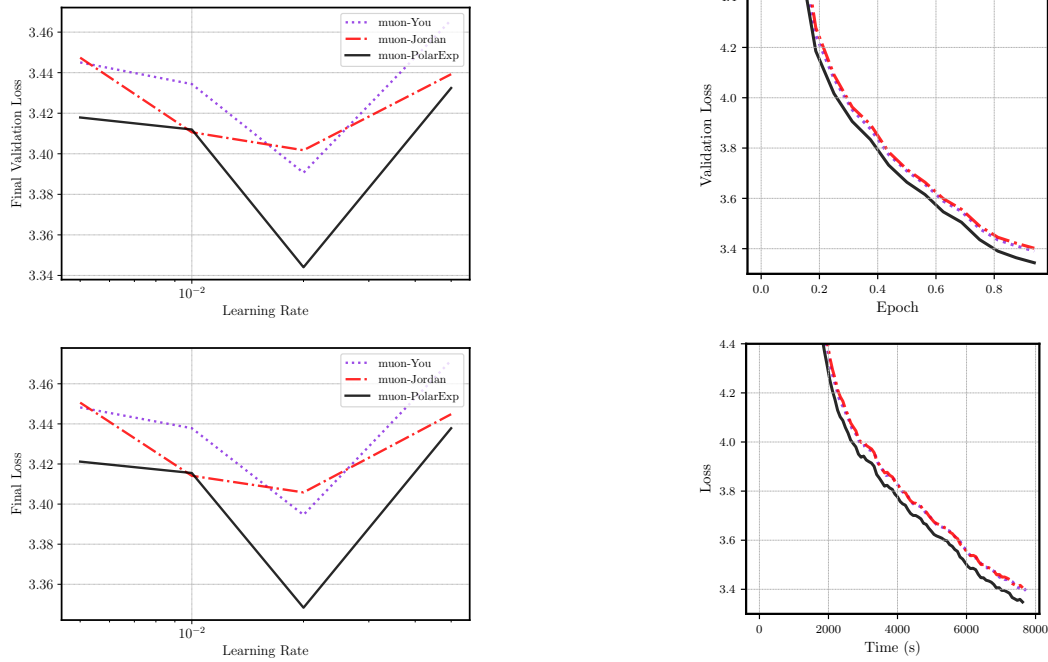 3.46
3.44
3.42
3.40
3.38
3.36
3.34
Final Validation Loss
10⁻²
Learning Rate
muon-You
muon-Jordan
muon-PolarExp
4.2
4.0
3.8
3.6
3.4
Validation Loss
0.0 0.2 0.4 0.6 0.8
Epoch
3.46
3.44
3.42
3.40
3.38
3.36
Final Loss
10⁻²
Learning Rate
muon-You
muon-Jordan
muon-PolarExp
4.4
4.2
4.0
3.8
3.6
3.4
Loss
0 2000 4000 6000 8000
Time (s)